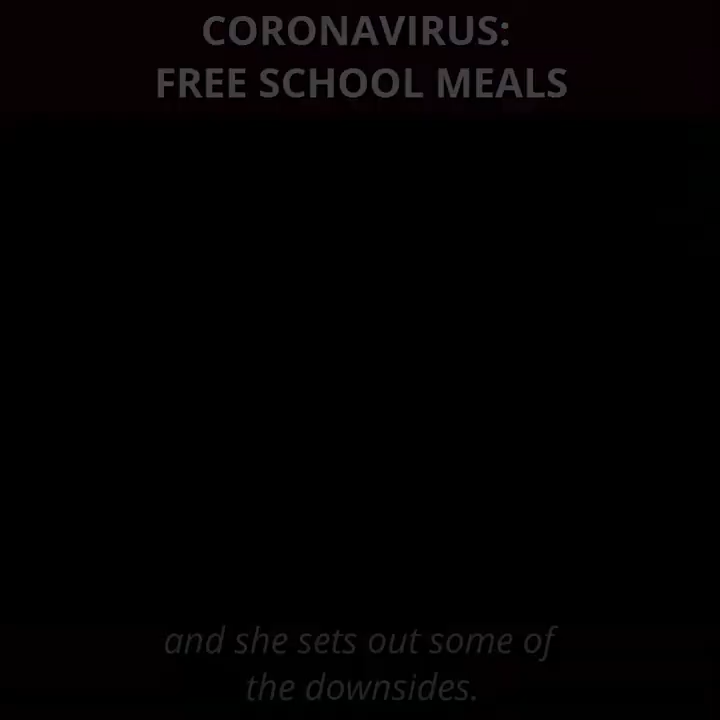 CORONAVIRUS:
FREE SCHOOL MEALS
and she sets out some of
the downsides.